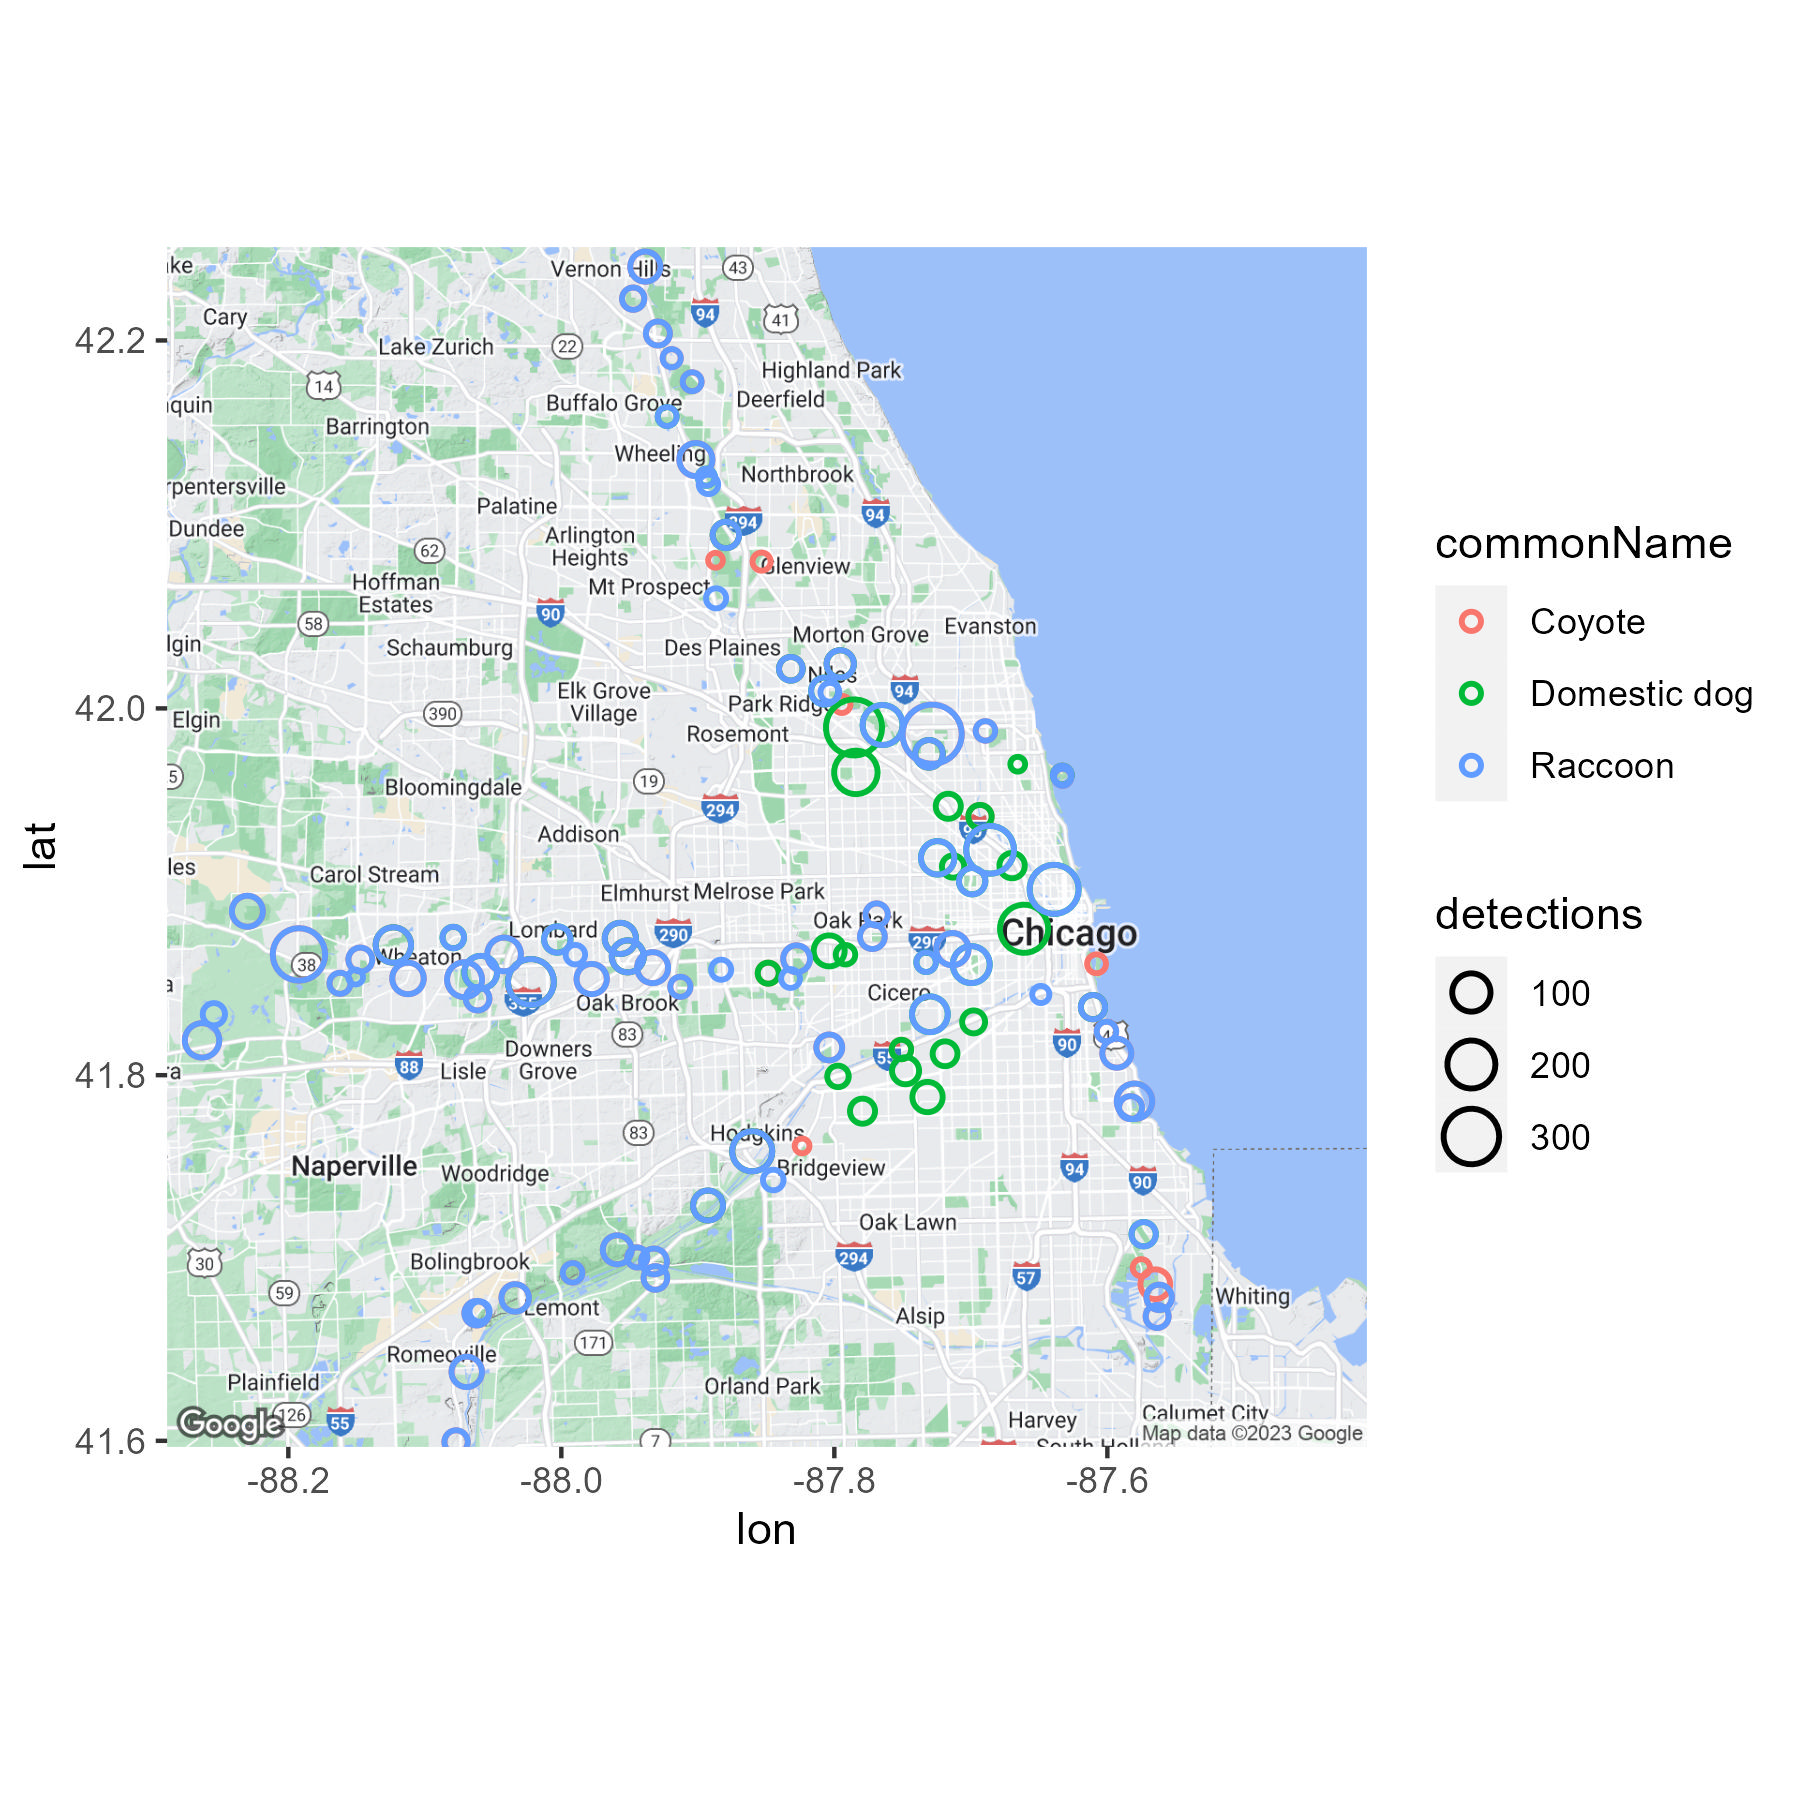 ke
Vernon Hills
43
94
41
Cary
42.2
Lake Zurich
22
14
Highland Park
Deerfield
quin
Buffalo Grove
Barrington
Wheeling
Northbrook
rpentersville
Palatine
294
94
Dundee
Arlington
Heights
62
Glenview
Hoffman
Estates
Mt Prospect
90
58
Morton Grove
Evanston
lgin
Schaumburg
Des Plaines
Niles
Elk Grove
Village
94
Park Ridge
42.0
Elgin
390
Rosemont
5
19
Bloomingdale
294
Addison
les
Carol Stream
Elmhurst
Melrose Park
Oak Park
Lombard
290
290
Chicago
Wheaton
38
a
355
Oak Brook
Cicero
83
90
Downers
Grove
55
88
Lisle
41.8
ra
83
Hodgkins
Naperville
Woodridge
Bridgeview
94
90
Oak Lawn
30
Bolingbrook
294
57
59
Lemont
Whiting
Alsip
171
Romeoville
Plainfield
Orland Park
126
55
Google
Harvey
Calumet City
41.6
7
South Holland
Map data ©2023 Google
-88.2
-88.0
-87.8
-87.6
lon
lat
commonName
Coyote
Domestic dog
Raccoon
detections
100
200
300